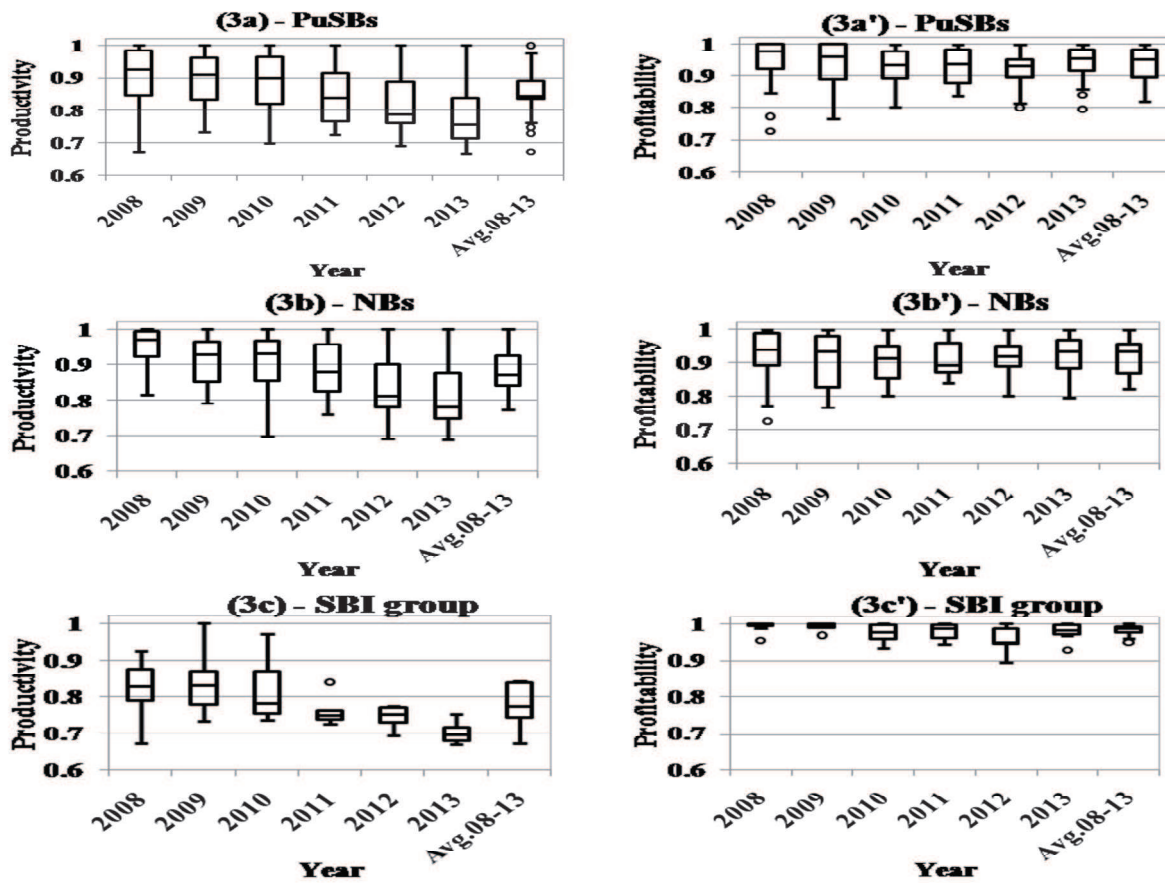 (3a) - PuSBs
Productivity
1
0.9
0.8
0.7
0.6
2008 2009 2010 2011 2012 2013 Avg.08-13
Year
(3a') - PuSBs
Profitability
1
0.9
0.8
0.7
0.6
2008 2009 2010 2011 2012 2013 Avg.08-13
Year
(3b) - NBs
Productivity
1
0.9
0.8
0.7
0.6
2008 2009 2010 2011 2012 2013 Avg.08-13
Year
(3b') - NBs
Profitability
1
0.9
0.8
0.7
0.6
2008 2009 2010 2011 2012 2013 Avg.08-13
Year
(3c) - SBI group
Productivity
1
0.9
0.8
0.7
0.6
2008 2009 2010 2011 2012 2013 Avg.08-13
Year
(3c') - SBI group
Profitability
1
0.9
0.8
0.7
0.6
2008 2009 2010 2011 2012 2013 Avg.08-13
Year